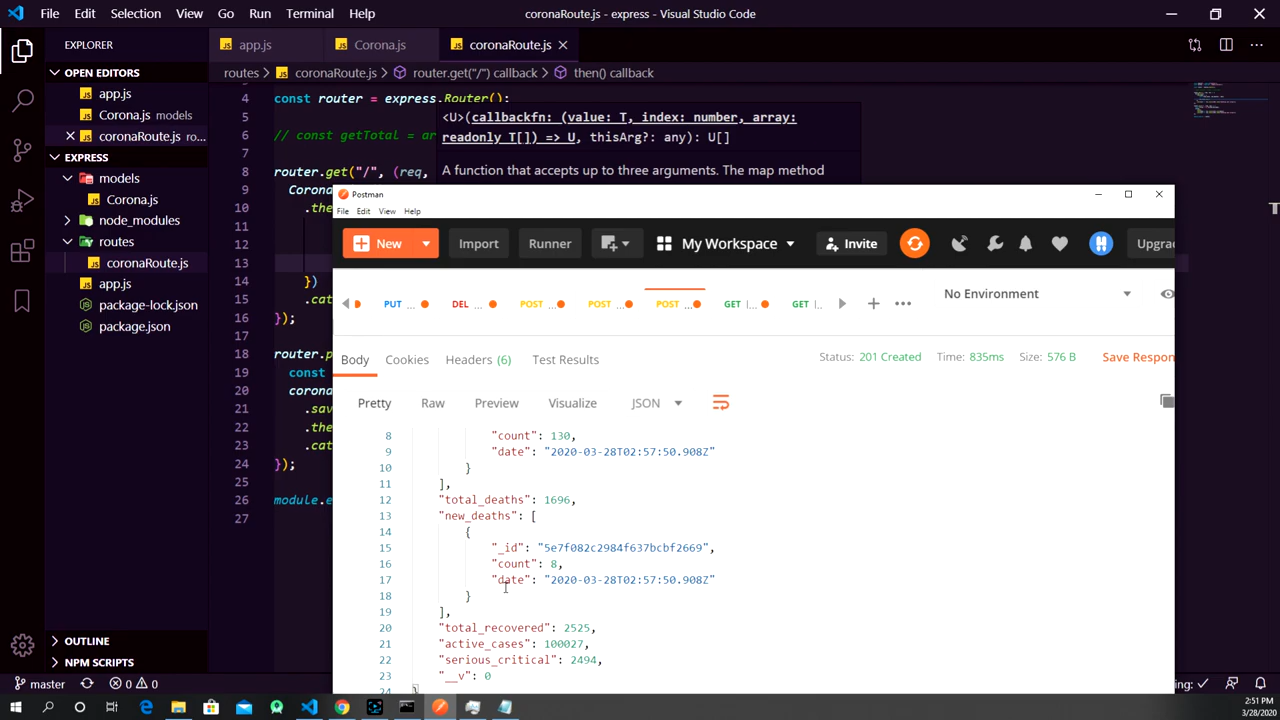 File Edit Selection View Go Run Terminal Help coronaRoute.js - express - Visual Studio Code
EXPLORER
OPEN EDITORS
app.js
Corona.js models
coronaRoute.js ro...
EXPRESS
models
Corona.js
node_modules
routes
coronaRoute.js
app.js
package-lock.json
package.json
OUTLINE
NPM SCRIPTS
JS app.js JS Corona.js JS coronaRoute.js
routes > JS coronaRoute.js > router.get("/") callback > then() callback
4 const router = express.Router();
5
6 // const getTotal = ar
7
8 router.get("/", (req,
9 Coron
10 .the
11
12
13
14 })
15 .cat
16 });
17
18 router.p
19 const
20 corona
21 .sav
22 .the
23 .cat
24 });
25
26 module.e
27
<U>(callbackfn: (value: T, index: number, array:
readonly T[]) => U, thisArg?: any): U[]
A function that accepts up to three arguments. The map method
Postman
File Edit View Help
New Import Runner My Workspace Invite Upgra
PUT ... DEL ... POST ... POST ... POST ... GET [... GET [.. + ••• No Environment
Body Cookies Headers (6) Test Results Status: 201 Created Time: 835ms Size: 576 B Save Respon
Pretty Raw Preview Visualize JSON
8 "count": 130,
9 "date": "2020-03-28T02:57:50.908Z"
10 }
11 ],
12 "total_deaths": 1696,
13 "new_deaths": [
14 {
15 "_id": "5e7f082c2984f637bcbf2669",
16 "count": 8,
17 "date": "2020-03-28T02:57:50.908Z"
18 }
19 ],
20 "total_recovered": 2525,
21 "active_cases": 100027,
22 "serious_critical": 2494,
23 "__v": 0
24 }
master 0 0 ing: ✓
2:51 PM
3/28/2020